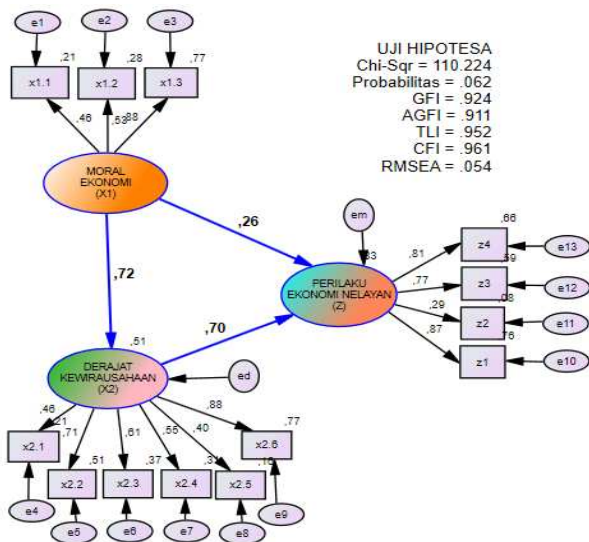 e1
e2
e3
,21
,28
,77
x1.1
x1.2
x1.3
,46
,53
,88
UJI HIPOTESA
Chi-Sqr = 110.224
Probabilitas = .062
GFI = .924
AGFI = .911
TLI = .952
CFI = .961
RMSEA = .054
MORAL
EKONOMI
(X1)
,26
em
,72
PERILAKU
EKONOMI NELAYAN
(Z)
,81
,77
,29
,87
,66
z4
e13
,59
z3
e12
,08
z2
e11
,76
z1
e10
,70
,51
DERAJAT
KEWIRAUSAHAAN
(X2)
ed
,46
,21
,71
,61
,55
,40
,88
,77
x2.1
,51
,37
x2.6
x2.2
x2.3
x2.4
x2.5
e4
e5
e6
e7
e8
e9